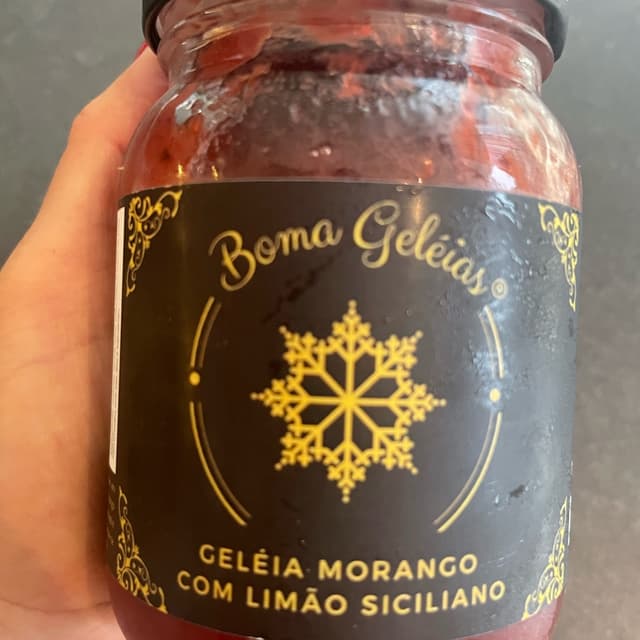 Boma Geléias
GELÉIA MORANGO
COM LIMÃO SICILIANO